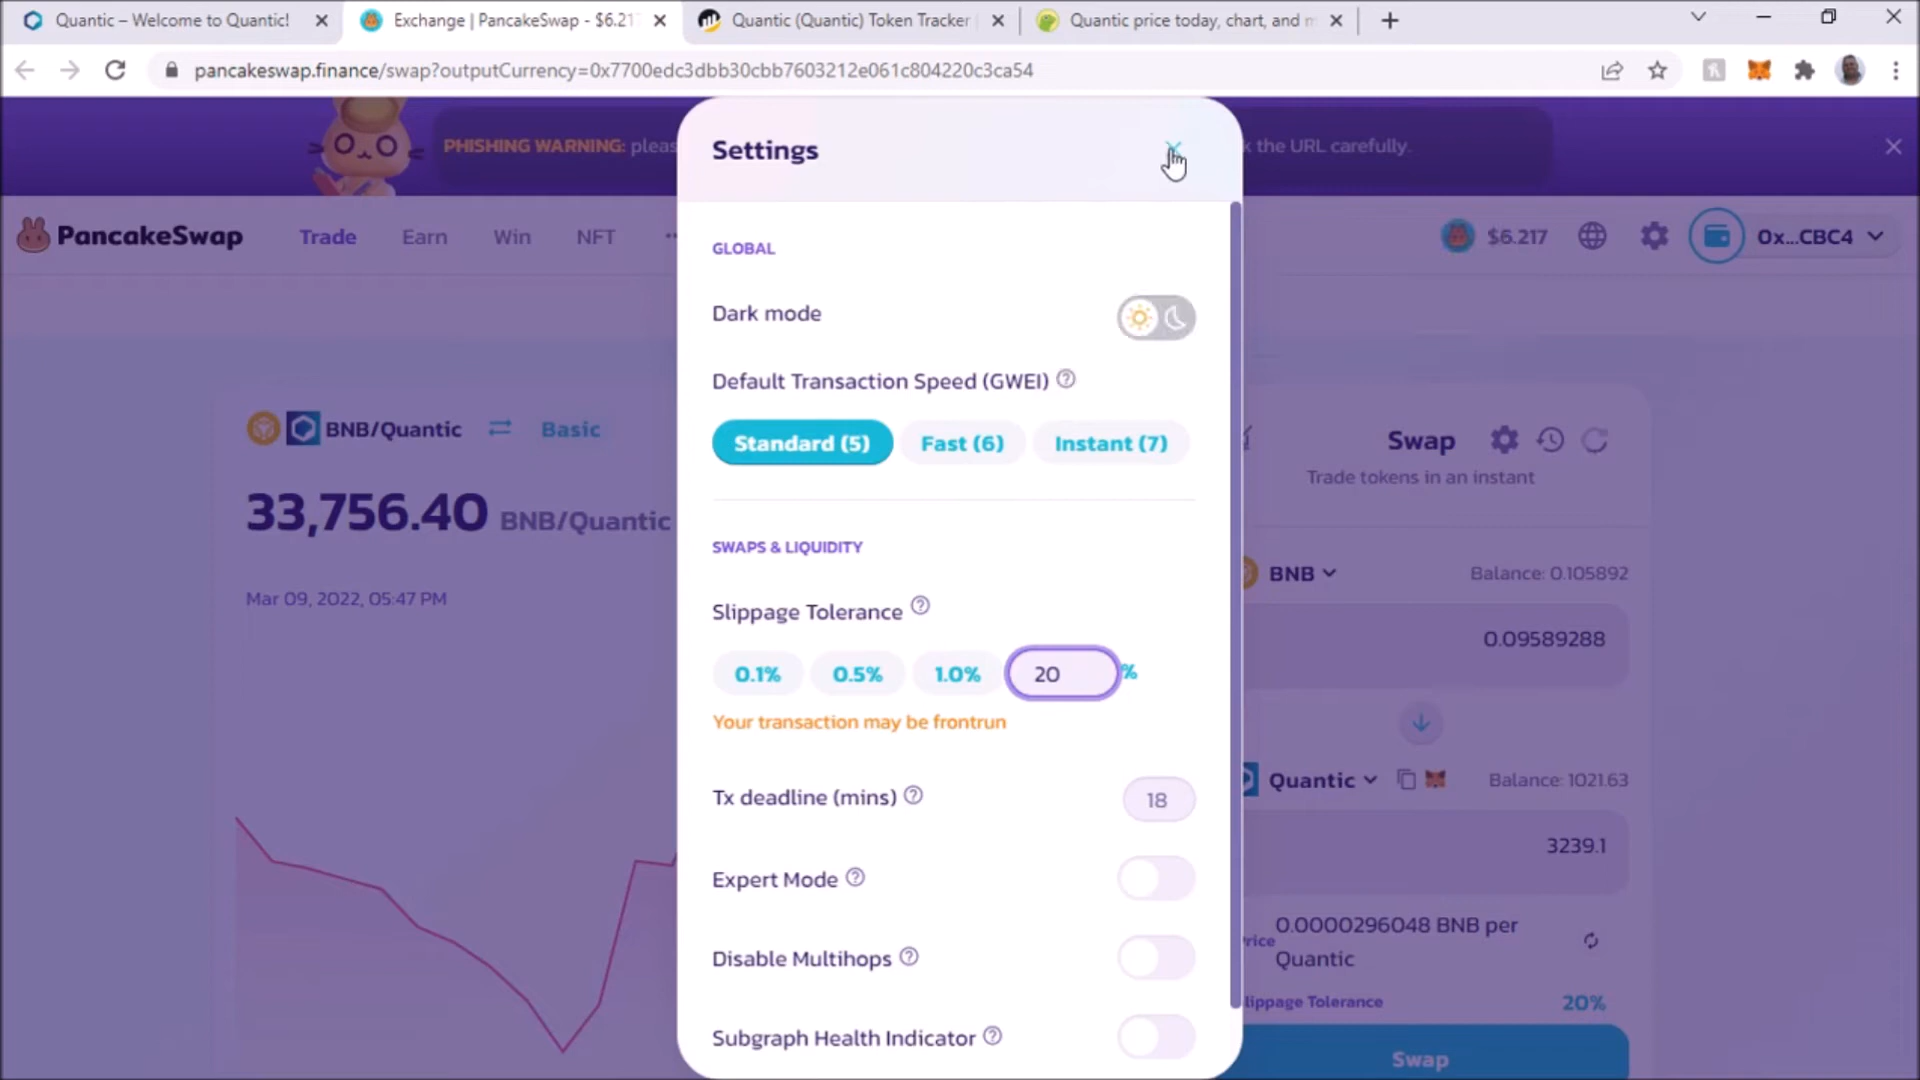 Quantic – Welcome to Quantic!
Exchange | PancakeSwap - $6.217
Quantic (Quantic) Token Tracker
Quantic price today, chart, and m
pancakeswap.finance/swap?outputCurrency=0x7700edc3dbb30cbb7603212e061c804220c3ca54
PHISHING WARNING: pleas
k the URL carefully.
Settings
PancakeSwap
Trade
Earn
Win
NFT
$6.217
0x...CBC4
GLOBAL
Dark mode
Default Transaction Speed (GWEI)
Standard (5)
Fast (6)
Instant (7)
SWAPS & LIQUIDITY
Slippage Tolerance
0.1%
0.5%
1.0%
20
%
Your transaction may be frontrun
Tx deadline (mins)
18
Expert Mode
Disable Multihops
Subgraph Health Indicator
BNB/Quantic
Basic
33,756.40 BNB/Quantic
Mar 09, 2022, 05:47 PM
Swap
Trade tokens in an instant
BNB
Balance: 0.105892
0.09589288
Quantic
Balance: 1021.63
3239.1
rice
0.0000296048 BNB per
Quantic
lippage Tolerance
20%
Swap